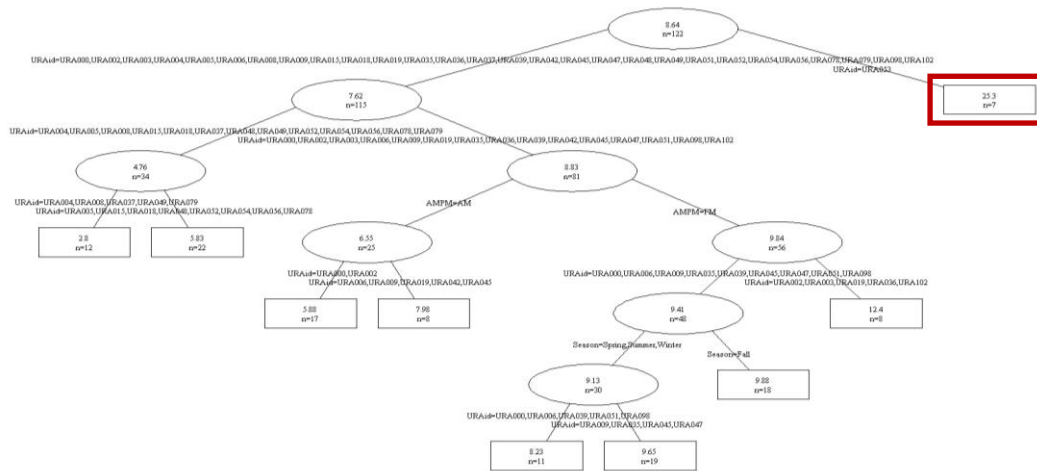 8.64
n=122
URAid=URA000,URA002,URA003,URA004,URA005,URA006,URA008,URA009,URA015,URA018,URA019,URA035,URA036,URA037,URA039,URA042,URA045,URA047,URA048,URA049,URA051,URA052,URA054,URA056,URA078,URA079,URA098,URA102
URAid=URA053
7.62
n=115
25.3
n=7
URAid=URA004,URA005,URA008,URA015,URA018,URA037,URA048,URA049,URA052,URA054,URA056,URA078,URA079
URAid=URA000,URA002,URA003,URA006,URA009,URA019,URA035,URA036,URA039,URA042,URA045,URA047,URA051,URA098,URA102
4.76
n=34
8.83
n=81
URAid=URA004,URA008,URA037,URA049,URA079
URAid=URA005,URA015,URA018,URA048,URA052,URA054,URA056,URA078
AMPM=AM
AMPM=PM
2.8
n=12
5.83
n=22
6.55
n=25
9.84
n=56
URAid=URA000,URA002
URAid=URA006,URA009,URA019,URA042,URA045
URAid=URA000,URA006,URA009,URA035,URA039,URA045,URA047,URA051,URA098
URAid=URA002,URA003,URA019,URA036,URA102
5.88
n=17
7.98
n=8
9.41
n=48
12.4
n=8
Season=Spring,Summer,Winter
Season=Fall
9.13
n=30
9.88
n=18
URAid=URA000,URA006,URA039,URA051,URA098
URAid=URA009,URA035,URA045,URA047
8.23
n=11
9.65
n=19